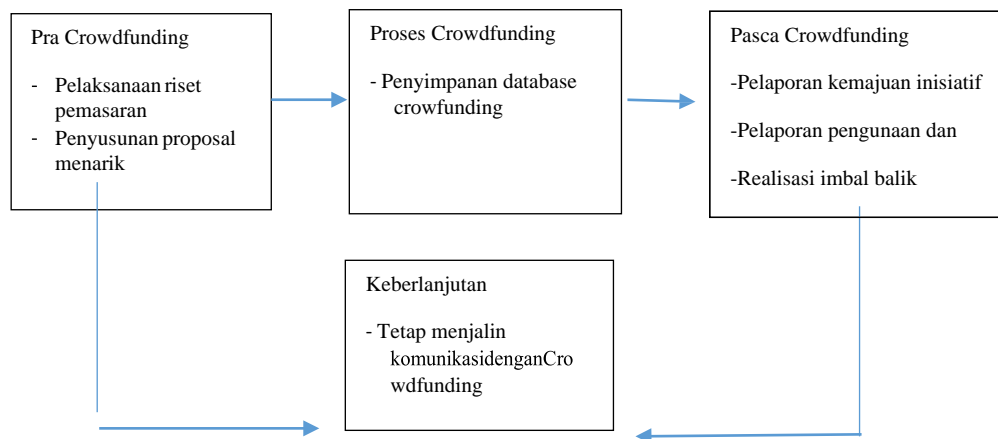 Pra Crowdfunding
- Pelaksanaan riset
pemasaran
- Penyusunan proposal
menarik
Proses Crowdfunding
- Penyimpanan database
crowfunding
Pasca Crowdfunding
-Pelaporan kemajuan inisiatif
-Pelaporan pengunaan dan
-Realisasi imbal balik
Keberlanjutan
- Tetap menjalin
komunikasidenganCro
wdfunding